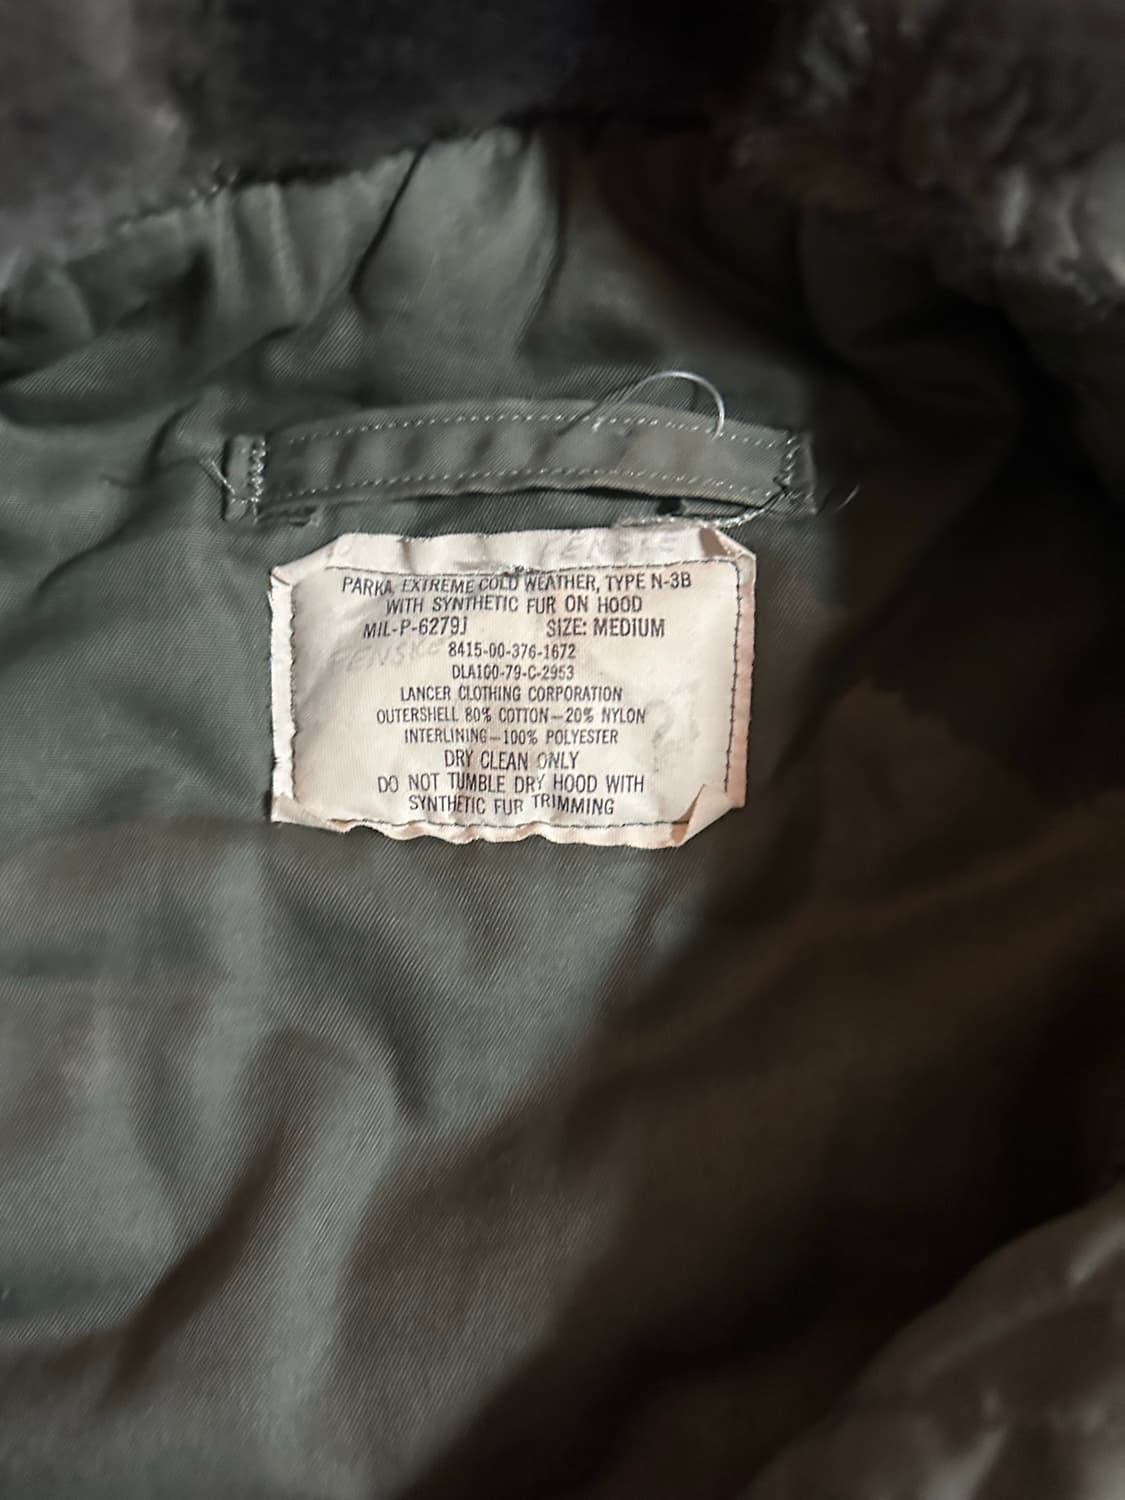 FENSKE
PARKA, EXTREME COLD WEATHER, TYPE N-3B
WITH SYNTHETIC FUR ON HOOD
MIL-P-6279J SIZE: MEDIUM
FENSKE 8415-00-376-1672
DLA100-79-C-2953
LANCER CLOTHING CORPORATION
OUTERSHELL 80% COTTON—20% NYLON
INTERLINING—100% POLYESTER
DRY CLEAN ONLY
DO NOT TUMBLE DRY HOOD WITH
SYNTHETIC FUR TRIMMING